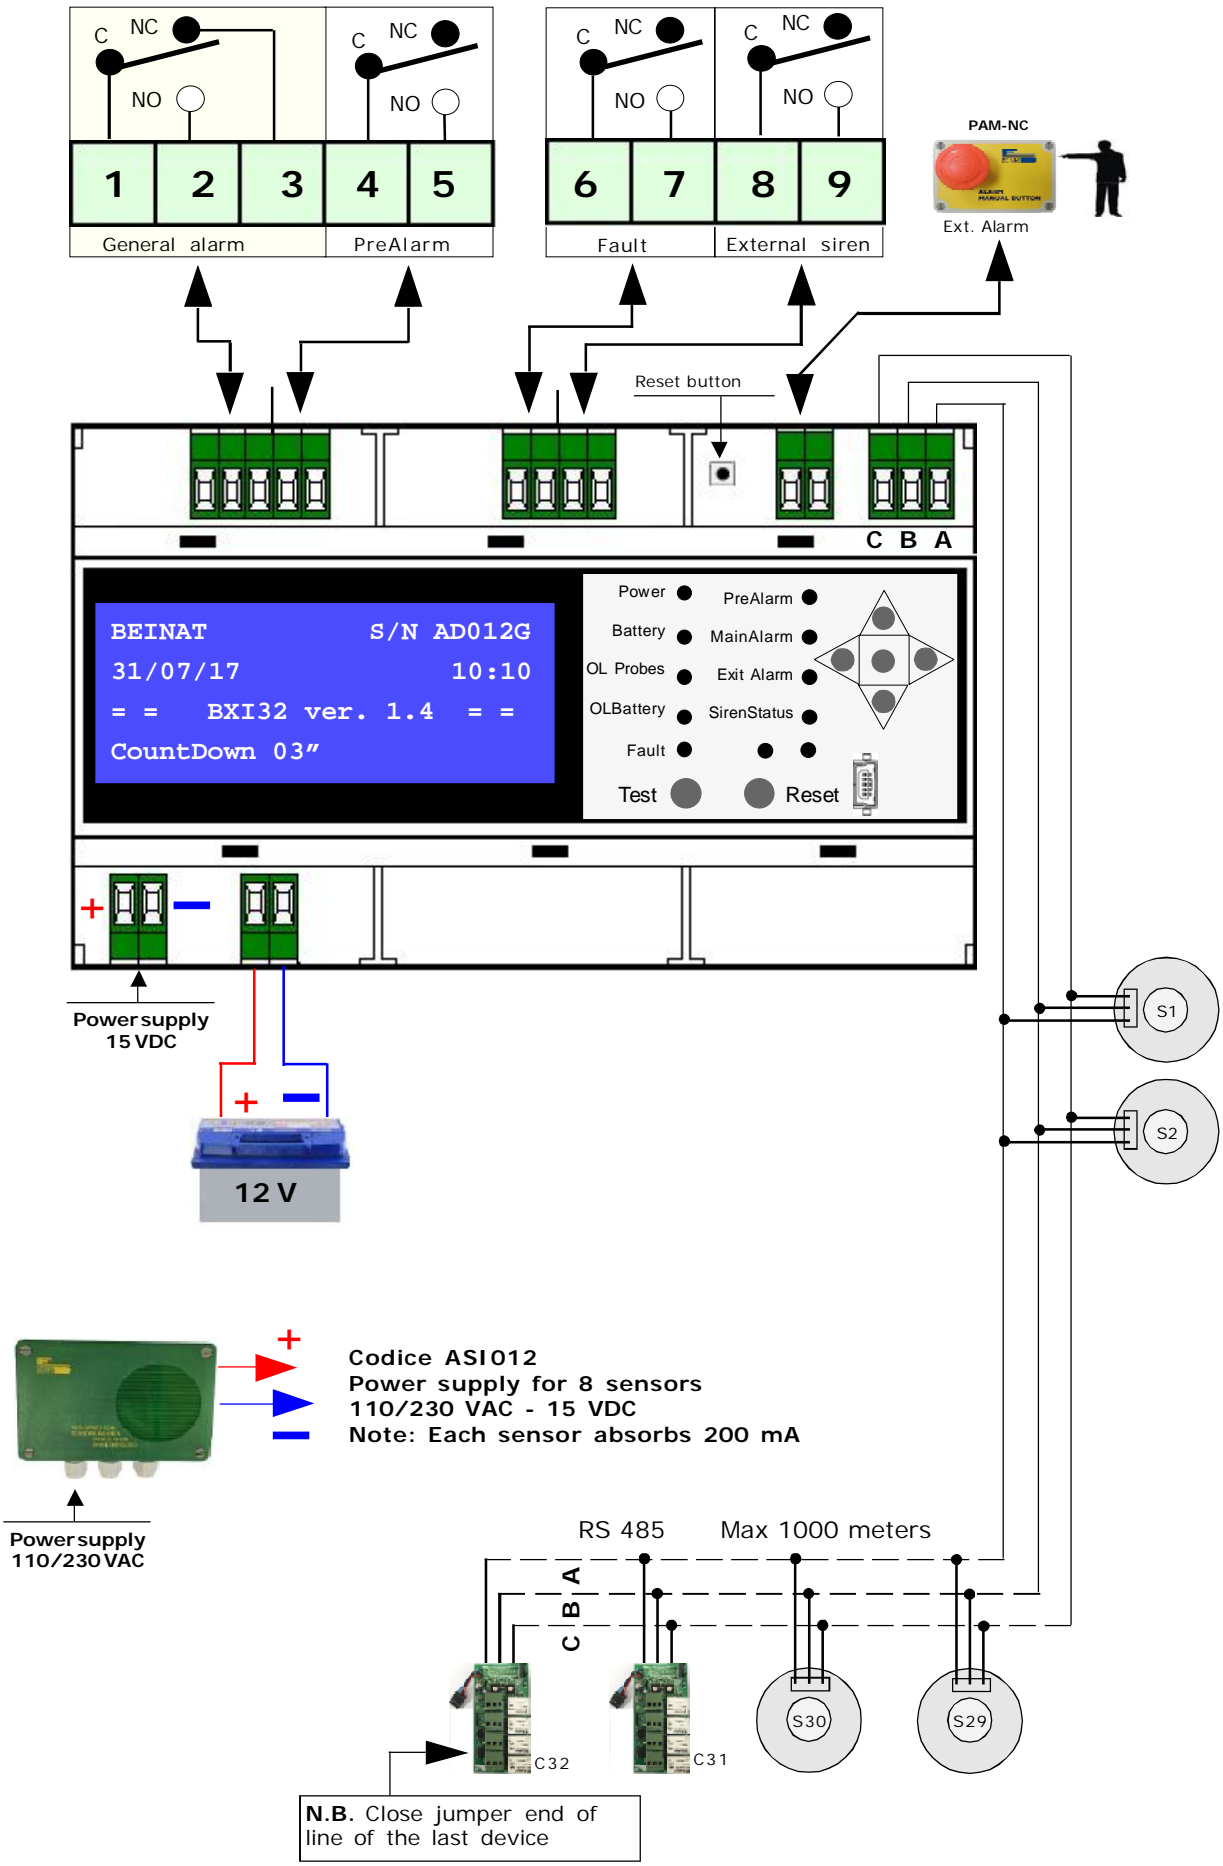 C NC NO
C NC NO
C NC NO
C NC NO
1 2 3 4 5
6 7 8 9
General alarm
PreAlarm
Fault
External siren
PAM-NC
ALARM
MANUAL BUTTON
Ext. Alarm
Reset button
C B A
BEINAT S/N AD012G
31/07/17 10:10
= = BXI32 ver. 1.4 = =
CountDown 03"
Power
PreAlarm
Battery
MainAlarm
OL Probes
Exit Alarm
OLBattery
SirenStatus
Fault
Test
Reset
+ −
Power supply
15 VDC
+ −
12 V
S1
S2
+
Codice ASI012
Power supply for 8 sensors
110/230 VAC - 15 VDC
Note: Each sensor absorbs 200 mA
−
Power supply
110/230 VAC
RS 485 Max 1000 meters
A
B
C
C32
C31
S30
S29
N.B. Close jumper end of
line of the last device